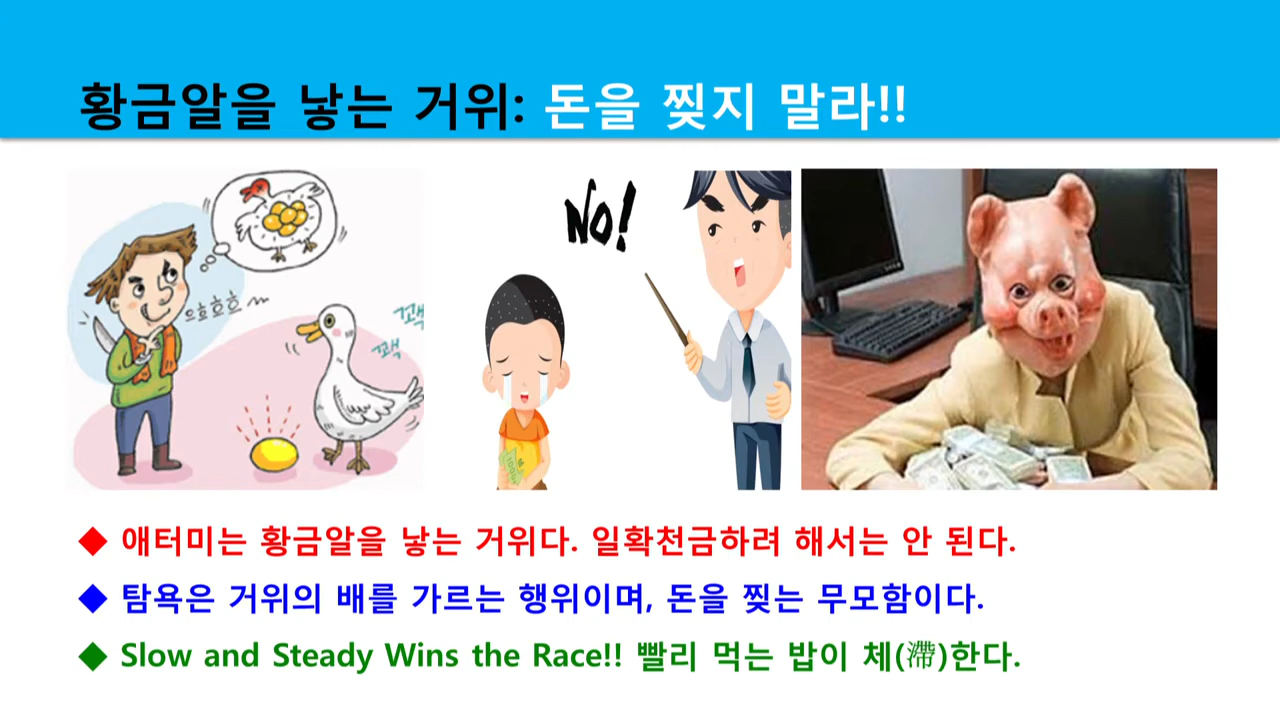 황금알을 낳는 거위: 돈을 찢지 말라!!
으흐흐흐
꽥
꽥
NO!
◆ 애터미는 황금알을 낳는 거위다. 일확천금하려 해서는 안 된다.
◆ 탐욕은 거위의 배를 가르는 행위이며, 돈을 찢는 무모함이다.
◆ Slow and Steady Wins the Race!! 빨리 먹는 밥이 체(滯)한다.